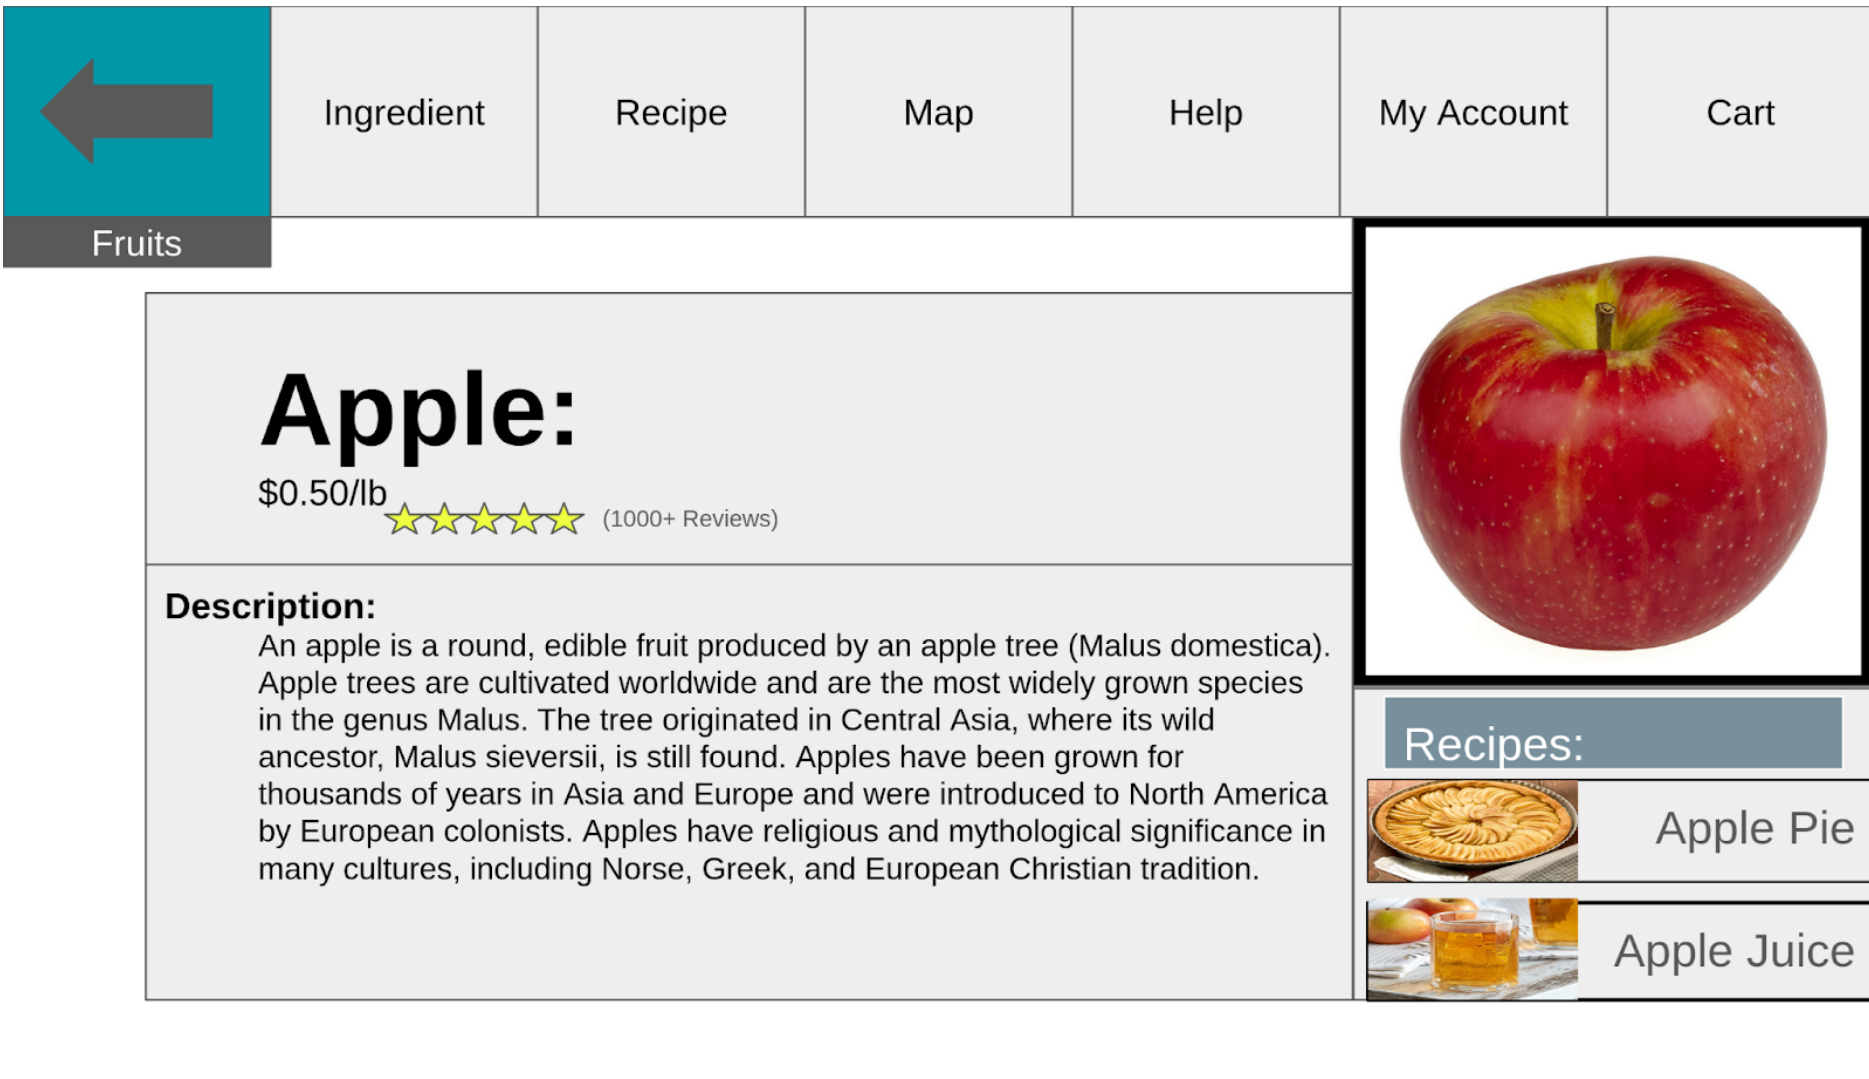 Ingredient
Recipe
Map
Help
My Account
Cart
Fruits
Apple:
$0.50/lb
(1000+ Reviews)
Description:
An apple is a round, edible fruit produced by an apple tree (Malus domestica).
Apple trees are cultivated worldwide and are the most widely grown species
in the genus Malus. The tree originated in Central Asia, where its wild
ancestor, Malus sieversii, is still found. Apples have been grown for
thousands of years in Asia and Europe and were introduced to North America
by European colonists. Apples have religious and mythological significance in
many cultures, including Norse, Greek, and European Christian tradition.
Recipes:
Apple Pie
Apple Juice